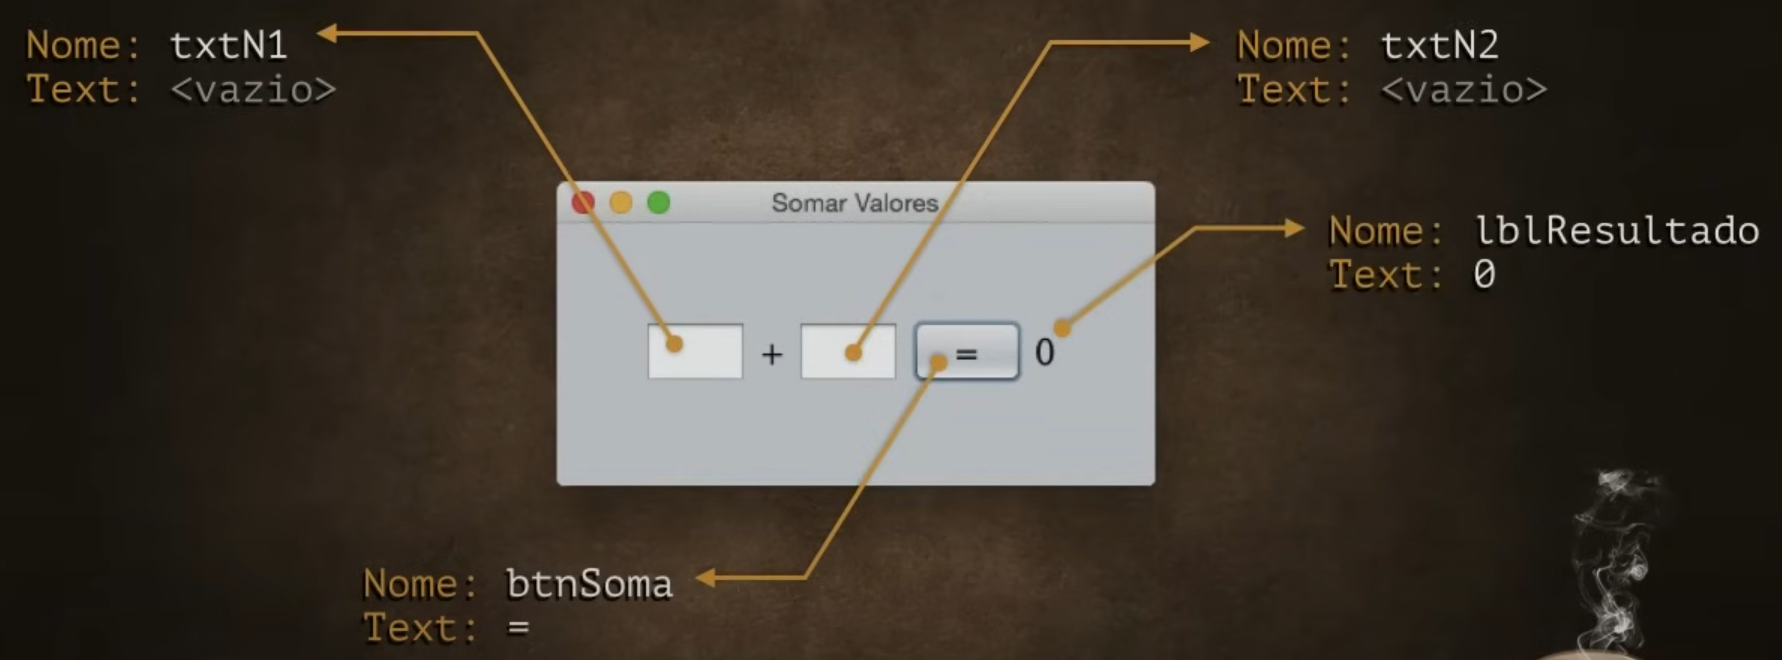 Nome: txtN1
Text: <vazio>
Nome: txtN2
Text: <vazio>
Somar Valores
Nome: lblResultado
Text: 0
+ = 0
Nome: btnSoma
Text: =